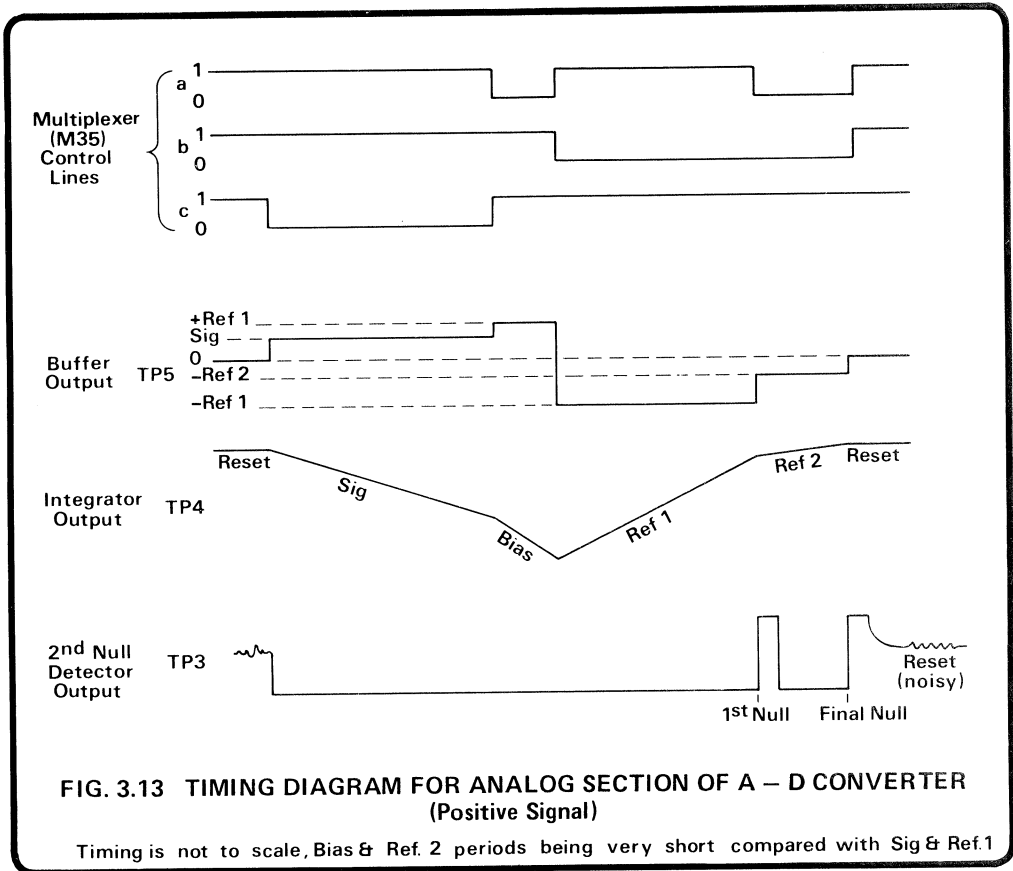 Multiplexer
(M35)
Control
Lines
a 1
0
b 1
0
c 1
0
Buffer
Output
TP5
+Ref 1
Sig
0
−Ref 2
−Ref 1
Integrator
Output
TP4
Reset
Sig
Bias
Ref 1
Ref 2
Reset
2nd Null
Detector
Output
TP3
1st Null
Final Null
Reset
(noisy)
FIG. 3.13 TIMING DIAGRAM FOR ANALOG SECTION OF A – D CONVERTER
(Positive Signal)
Timing is not to scale, Bias & Ref. 2 periods being very short compared with Sig & Ref.1